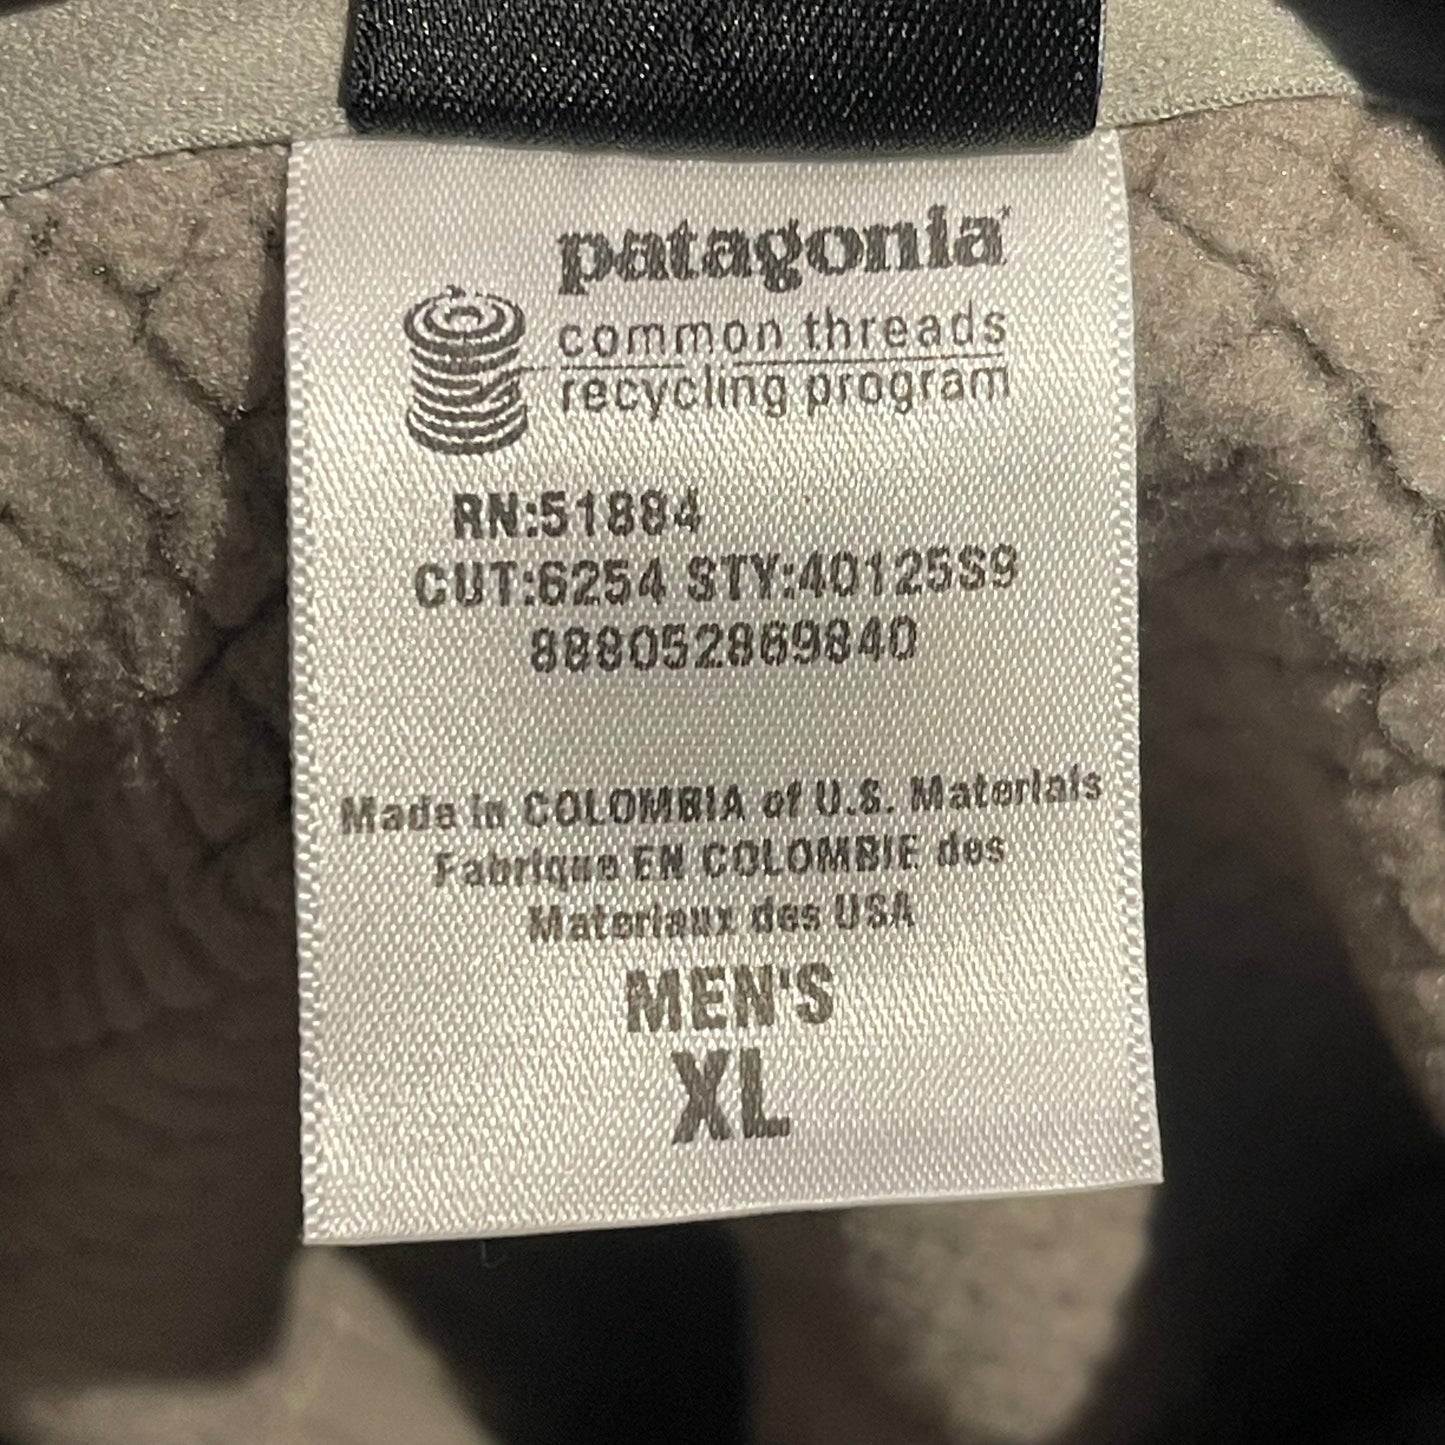 patagonia
common threads
recycling program
RN:51884
CUT:6254 STY:40125S9
888052869840
Made in COLOMBIA of U.S. Materials
Fabrique EN COLOMBIE des
Materiaux des USA
MEN'S
XL